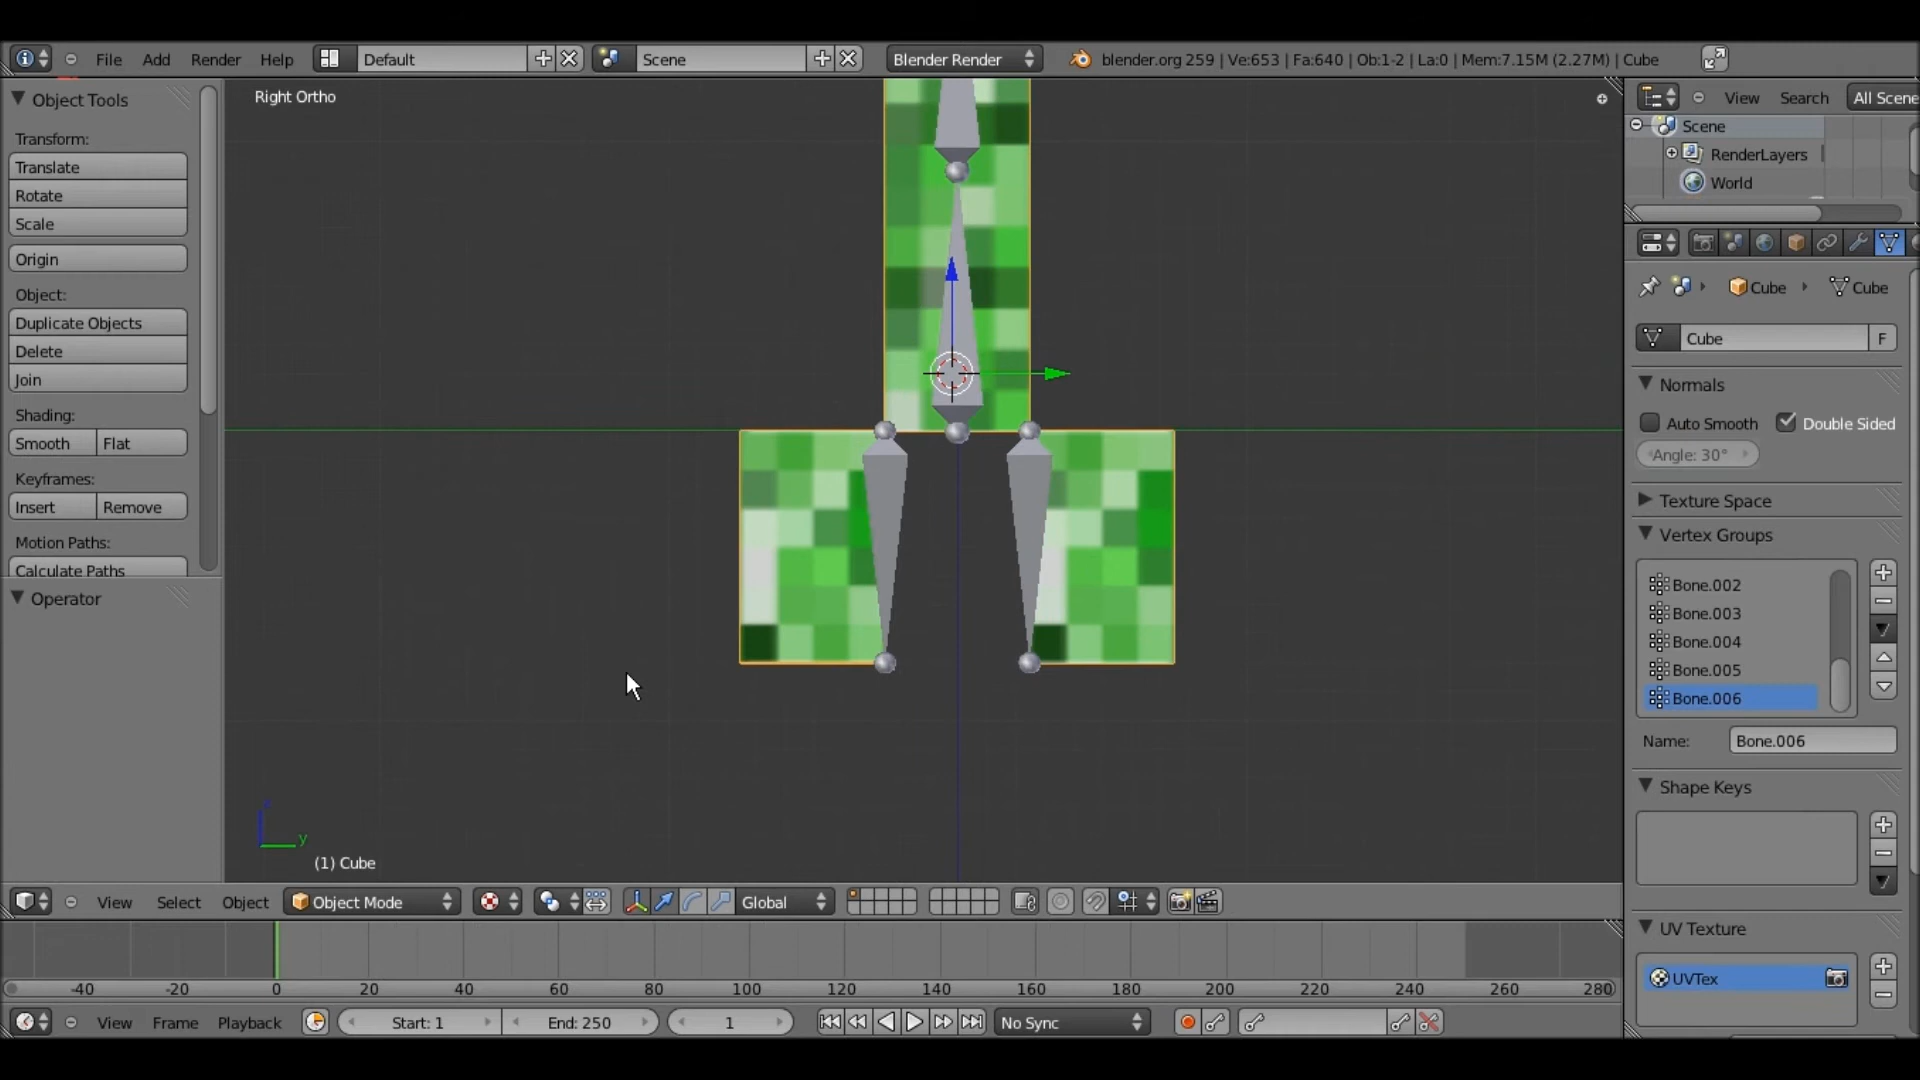 File Add Render Help Default Scene Blender Render blender.org 259 | Ve:653 | Fa:640 | Ob:1-2 | La:0 | Mem:7.15M (2.27M) | Cube
Object Tools
Transform:
Translate
Rotate
Scale
Origin
Object:
Duplicate Objects
Delete
Join
Shading:
Smooth Flat
Keyframes:
Insert Remove
Motion Paths:
Calculate Paths
Operator
Right Ortho
z
y
(1) Cube
View Search All Scene
Scene
RenderLayers
World
Cube Cube
Cube F
Normals
Auto Smooth Double Sided
Angle: 30°
Texture Space
Vertex Groups
Bone.002
Bone.003
Bone.004
Bone.005
Bone.006
Name: Bone.006
Shape Keys
UV Texture
UVTex
View Select Object Object Mode Global
-40 -20 0 20 40 60 80 100 120 140 160 180 200 220 240 260 280
View Frame Playback Start: 1 End: 250 1 No Sync